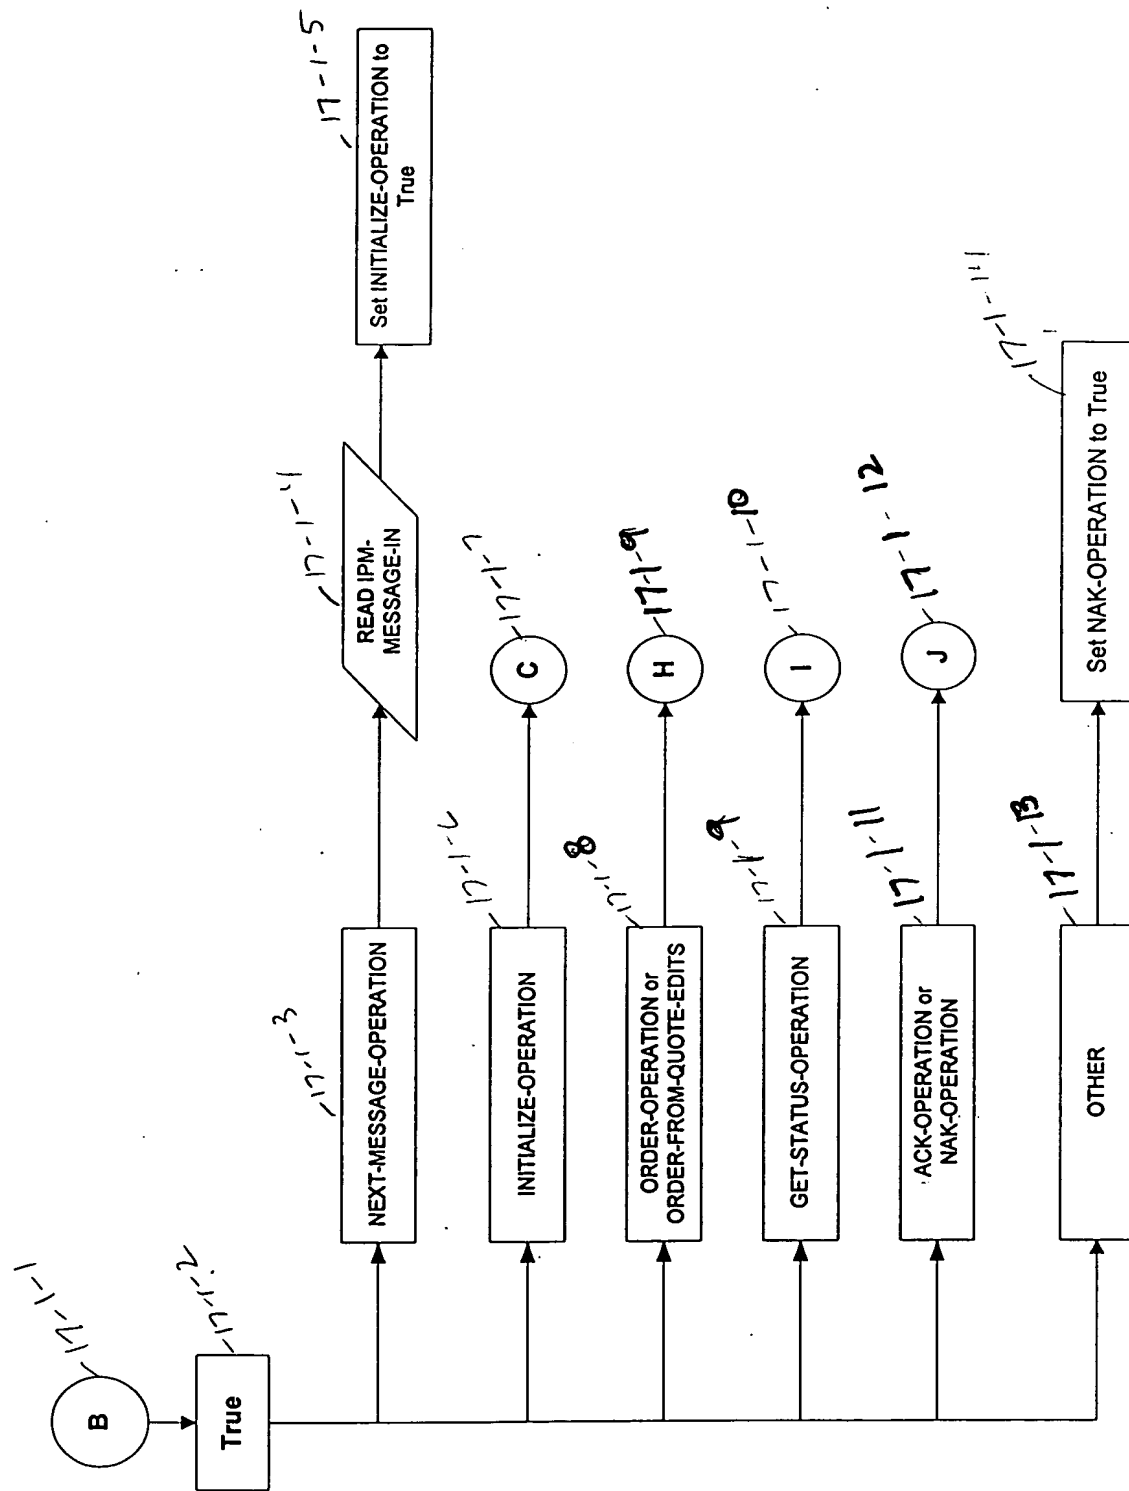 B
17-1-1
True
17-1-2
NEXT-MESSAGE-OPERATION
17-1-3
READ IPM-
MESSAGE-IN
17-1-4
Set INITIALIZE-OPERATION to
True
17-1-5
INITIALIZE-OPERATION
17-1-6
C
17-1-7
ORDER-OPERATION or
ORDER-FROM-QUOTE-EDITS
17-1-8
H
17-1-9
GET-STATUS-OPERATION
17-1-9
I
17-1-10
ACK-OPERATION or
NAK-OPERATION
17-1-11
J
17-1-12
OTHER
17-1-13
Set NAK-OPERATION to True
17-1-14